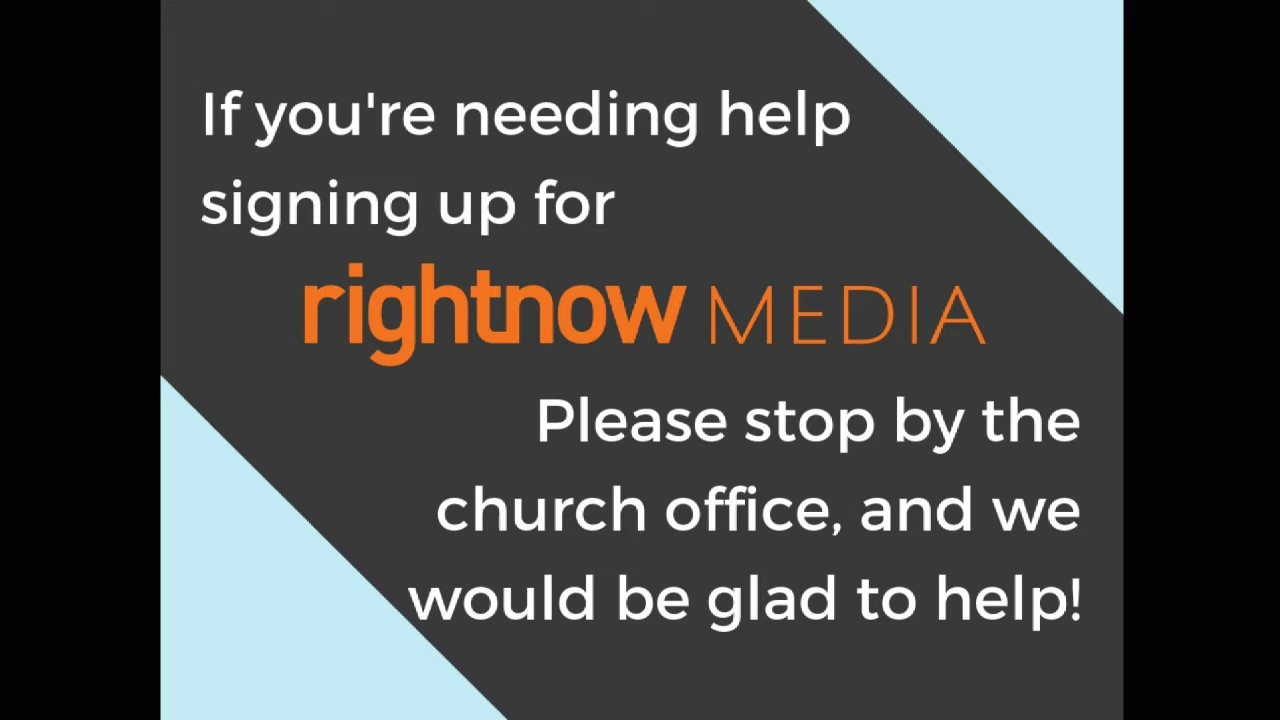 If you're needing help
signing up for
rightnow MEDIA
Please stop by the
church office, and we
would be glad to help!